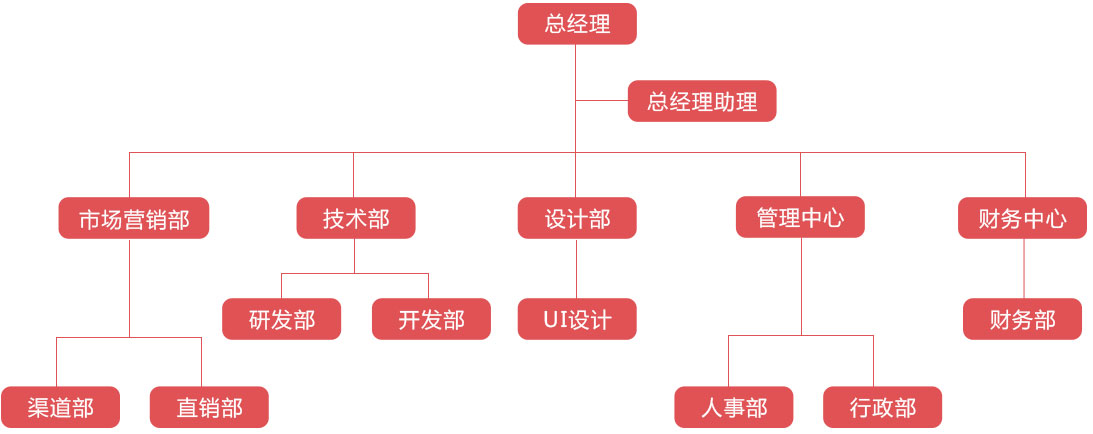 总经理
总经理助理
市场营销部
技术部
设计部
管理中心
财务中心
研发部
开发部
UI设计
财务部
渠道部
直销部
人事部
行政部